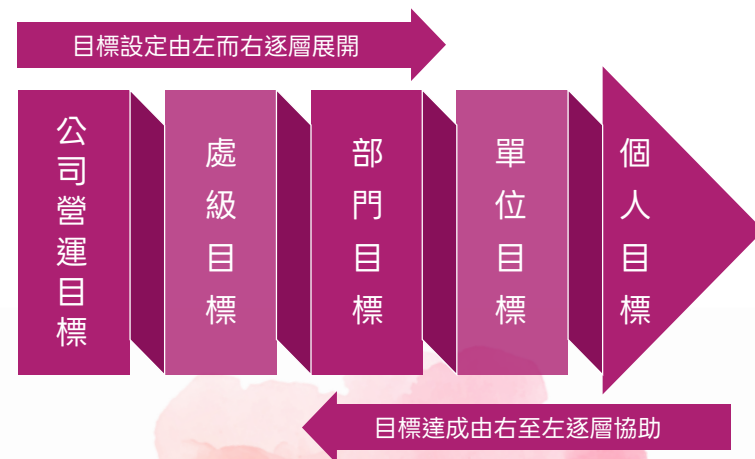 目標設定由左而右逐層展開
公司營運目標
處級目標
部門目標
單位目標
個人目標
目標達成由右至左逐層協助